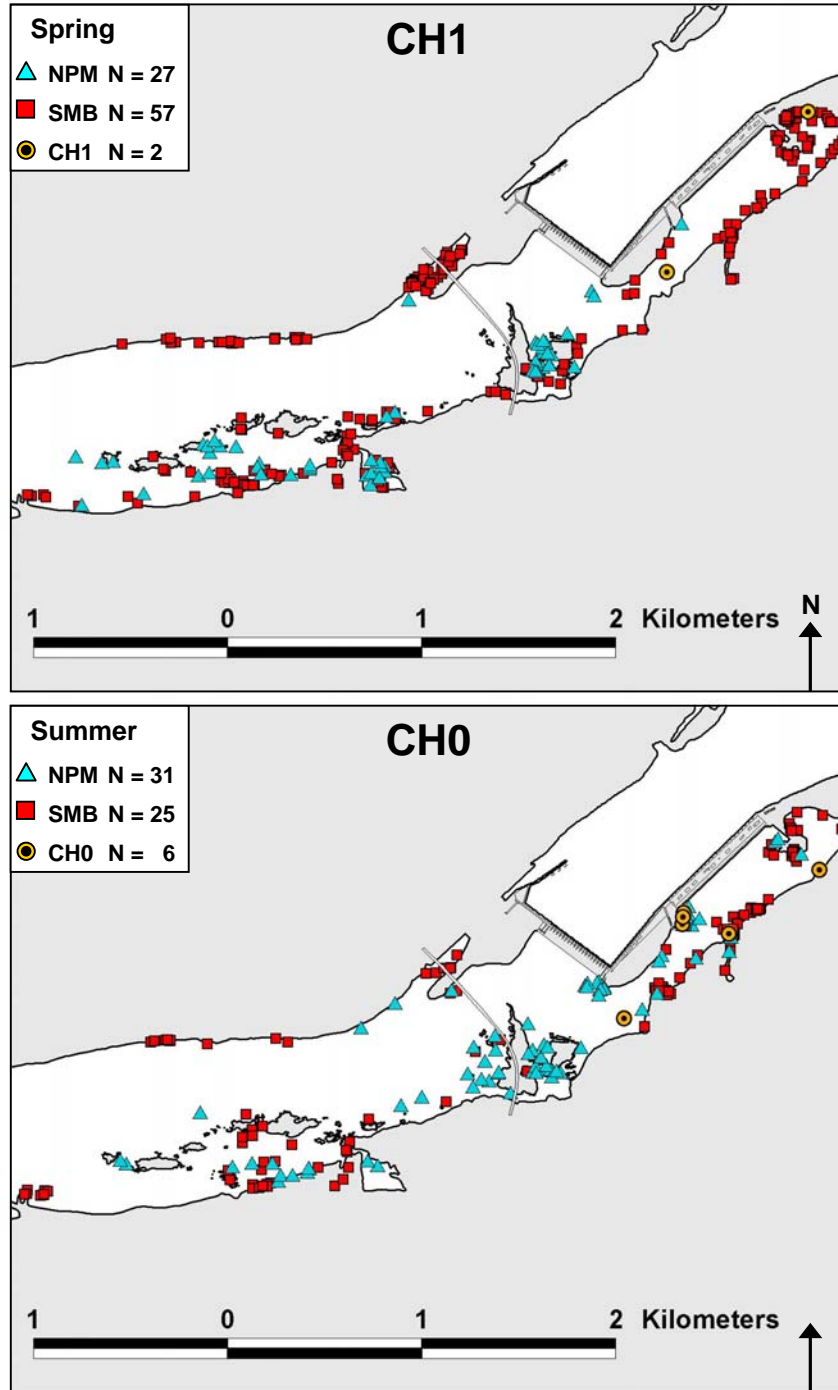 Spring
NPM N = 27
SMB N = 57
CH1 N = 2
CH1
1 0 1 2 Kilometers
N
Summer
NPM N = 31
SMB N = 25
CH0 N = 6
CH0
1 0 1 2 Kilometers